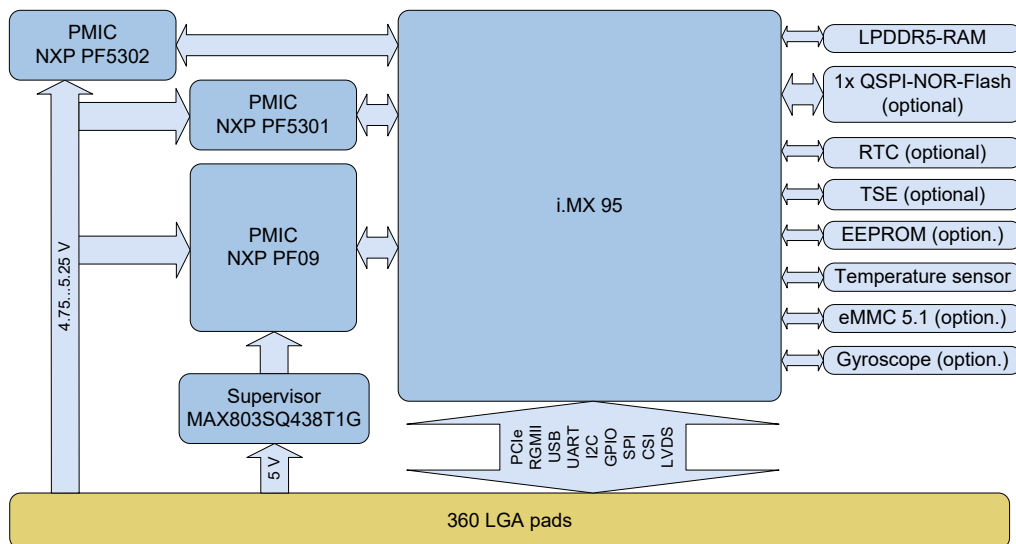 PMIC
NXP PF5302
PMIC
NXP PF5301
PMIC
NXP PF09
4.75...5.25 V
Supervisor
MAX803SQ438T1G
5 V
i.MX 95
LPDDR5-RAM
1x QSPI-NOR-Flash
(optional)
RTC (optional)
TSE (optional)
EEPROM (option.)
Temperature sensor
eMMC 5.1 (option.)
Gyroscope (option.)
PCIe
RGMII
USB
UART
I2C
GPIO
SPI
CSI
LVDS
360 LGA pads